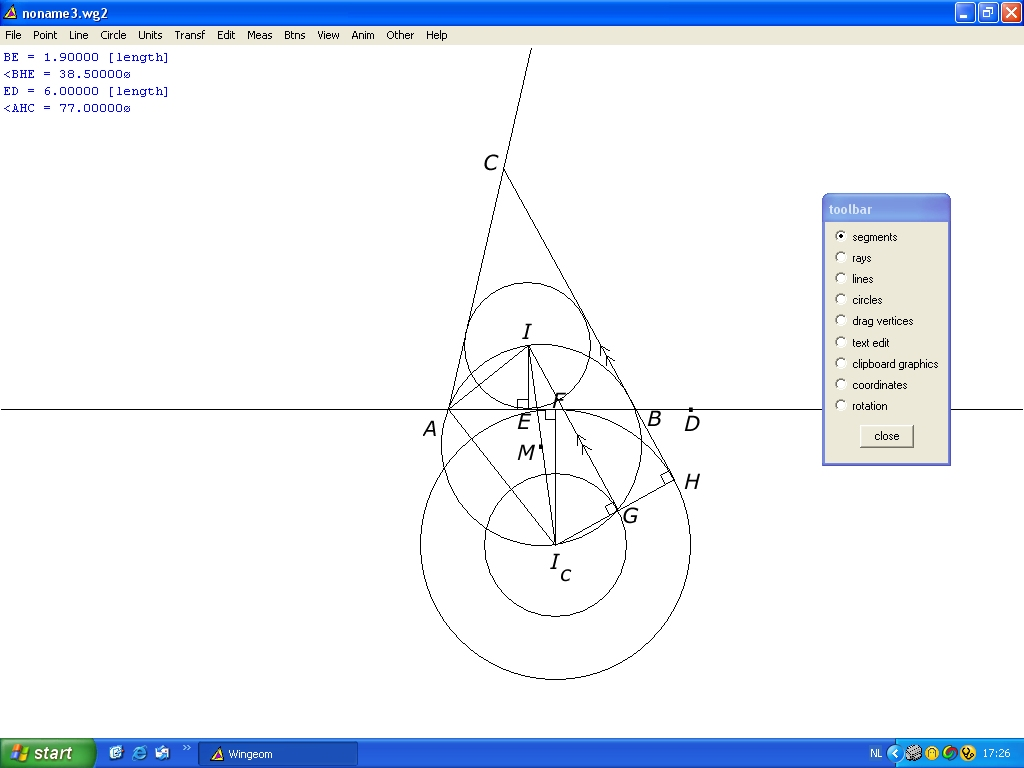 noname3.wg2
File Point Line Circle Units Transf Edit Meas Btns View Anim Other Help
BE = 1.90000 [length]
<BHE = 38.50000ø
ED = 6.00000 [length]
<AHC = 77.00000ø
C
toolbar
segments
rays
lines
circles
drag vertices
text edit
clipboard graphics
coordinates
rotation
close
I
F
A E B D
M
H
G
I C
start
»
Wingeom
NL
17:26